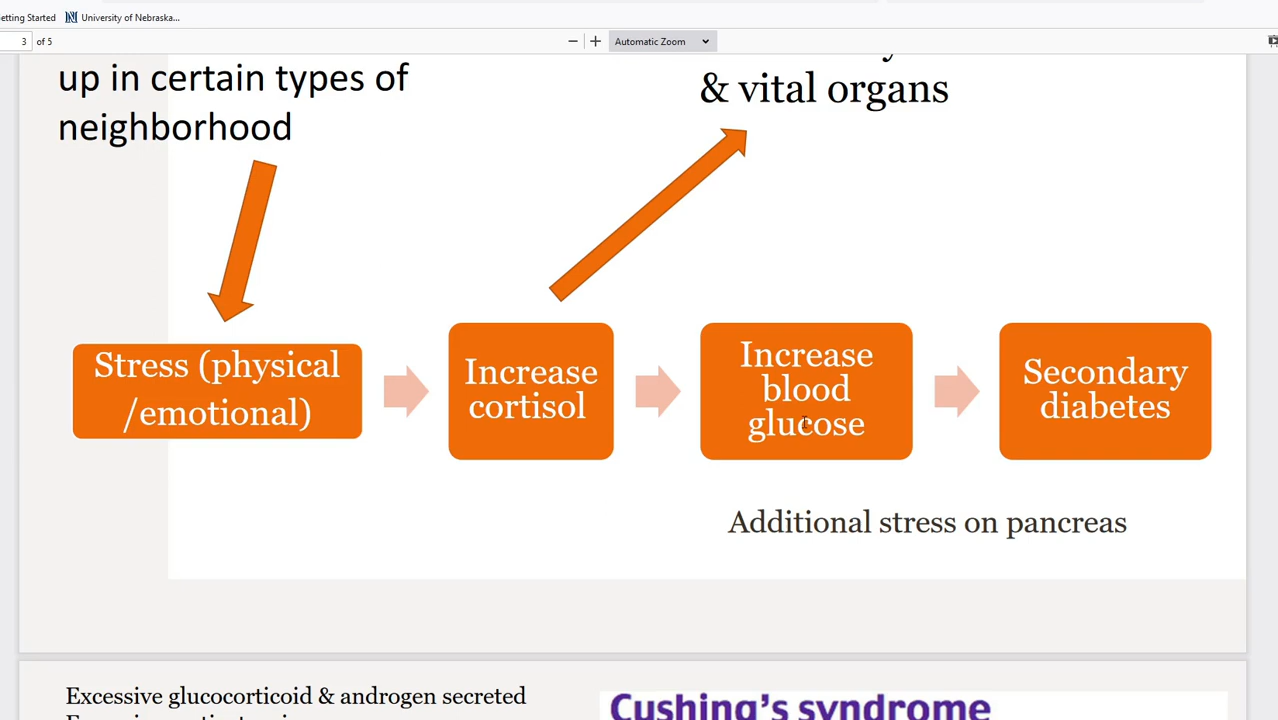 etting Started
University of Nebraska...
3
of 5
Automatic Zoom
up in certain types of
neighborhood
& vital organs
Stress (physical
/emotional)
Increase
cortisol
Increase
blood
glucose
Secondary
diabetes
Additional stress on pancreas
Excessive glucocorticoid & androgen secreted
Cushing's syndrome